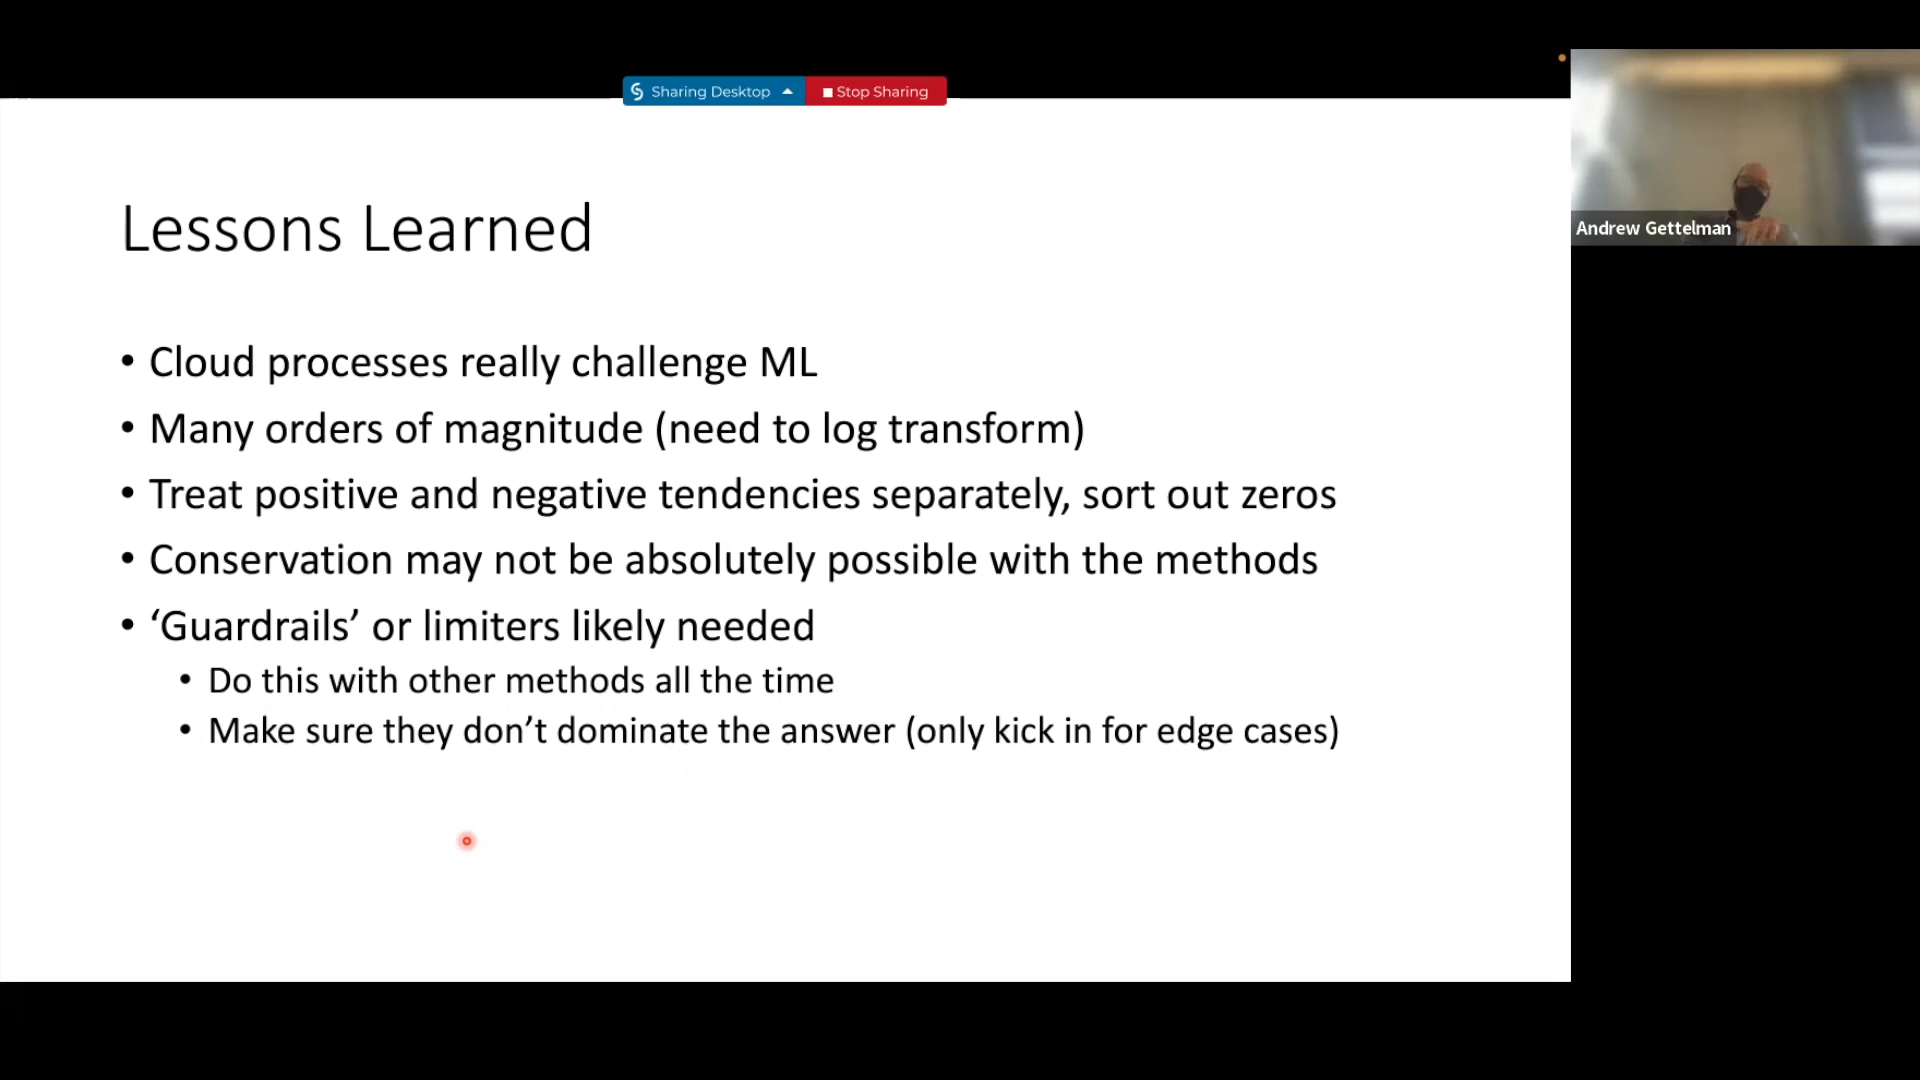 Sharing Desktop
Stop Sharing
Andrew Gettelman
Lessons Learned
• Cloud processes really challenge ML
• Many orders of magnitude (need to log transform)
• Treat positive and negative tendencies separately, sort out zeros
• Conservation may not be absolutely possible with the methods
• ‘Guardrails’ or limiters likely needed
• Do this with other methods all the time
• Make sure they don’t dominate the answer (only kick in for edge cases)